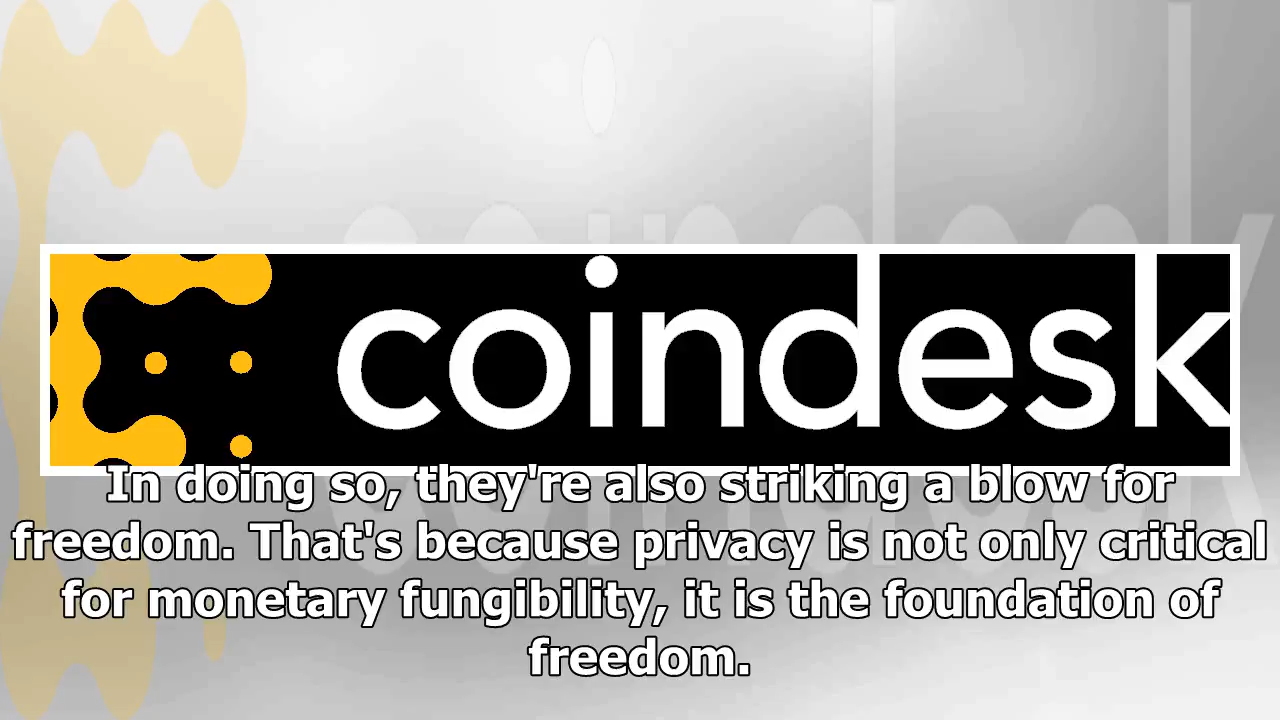 coindesk
In doing so, they're also striking a blow for
freedom. That's because privacy is not only critical
for monetary fungibility, it is the foundation of
freedom.